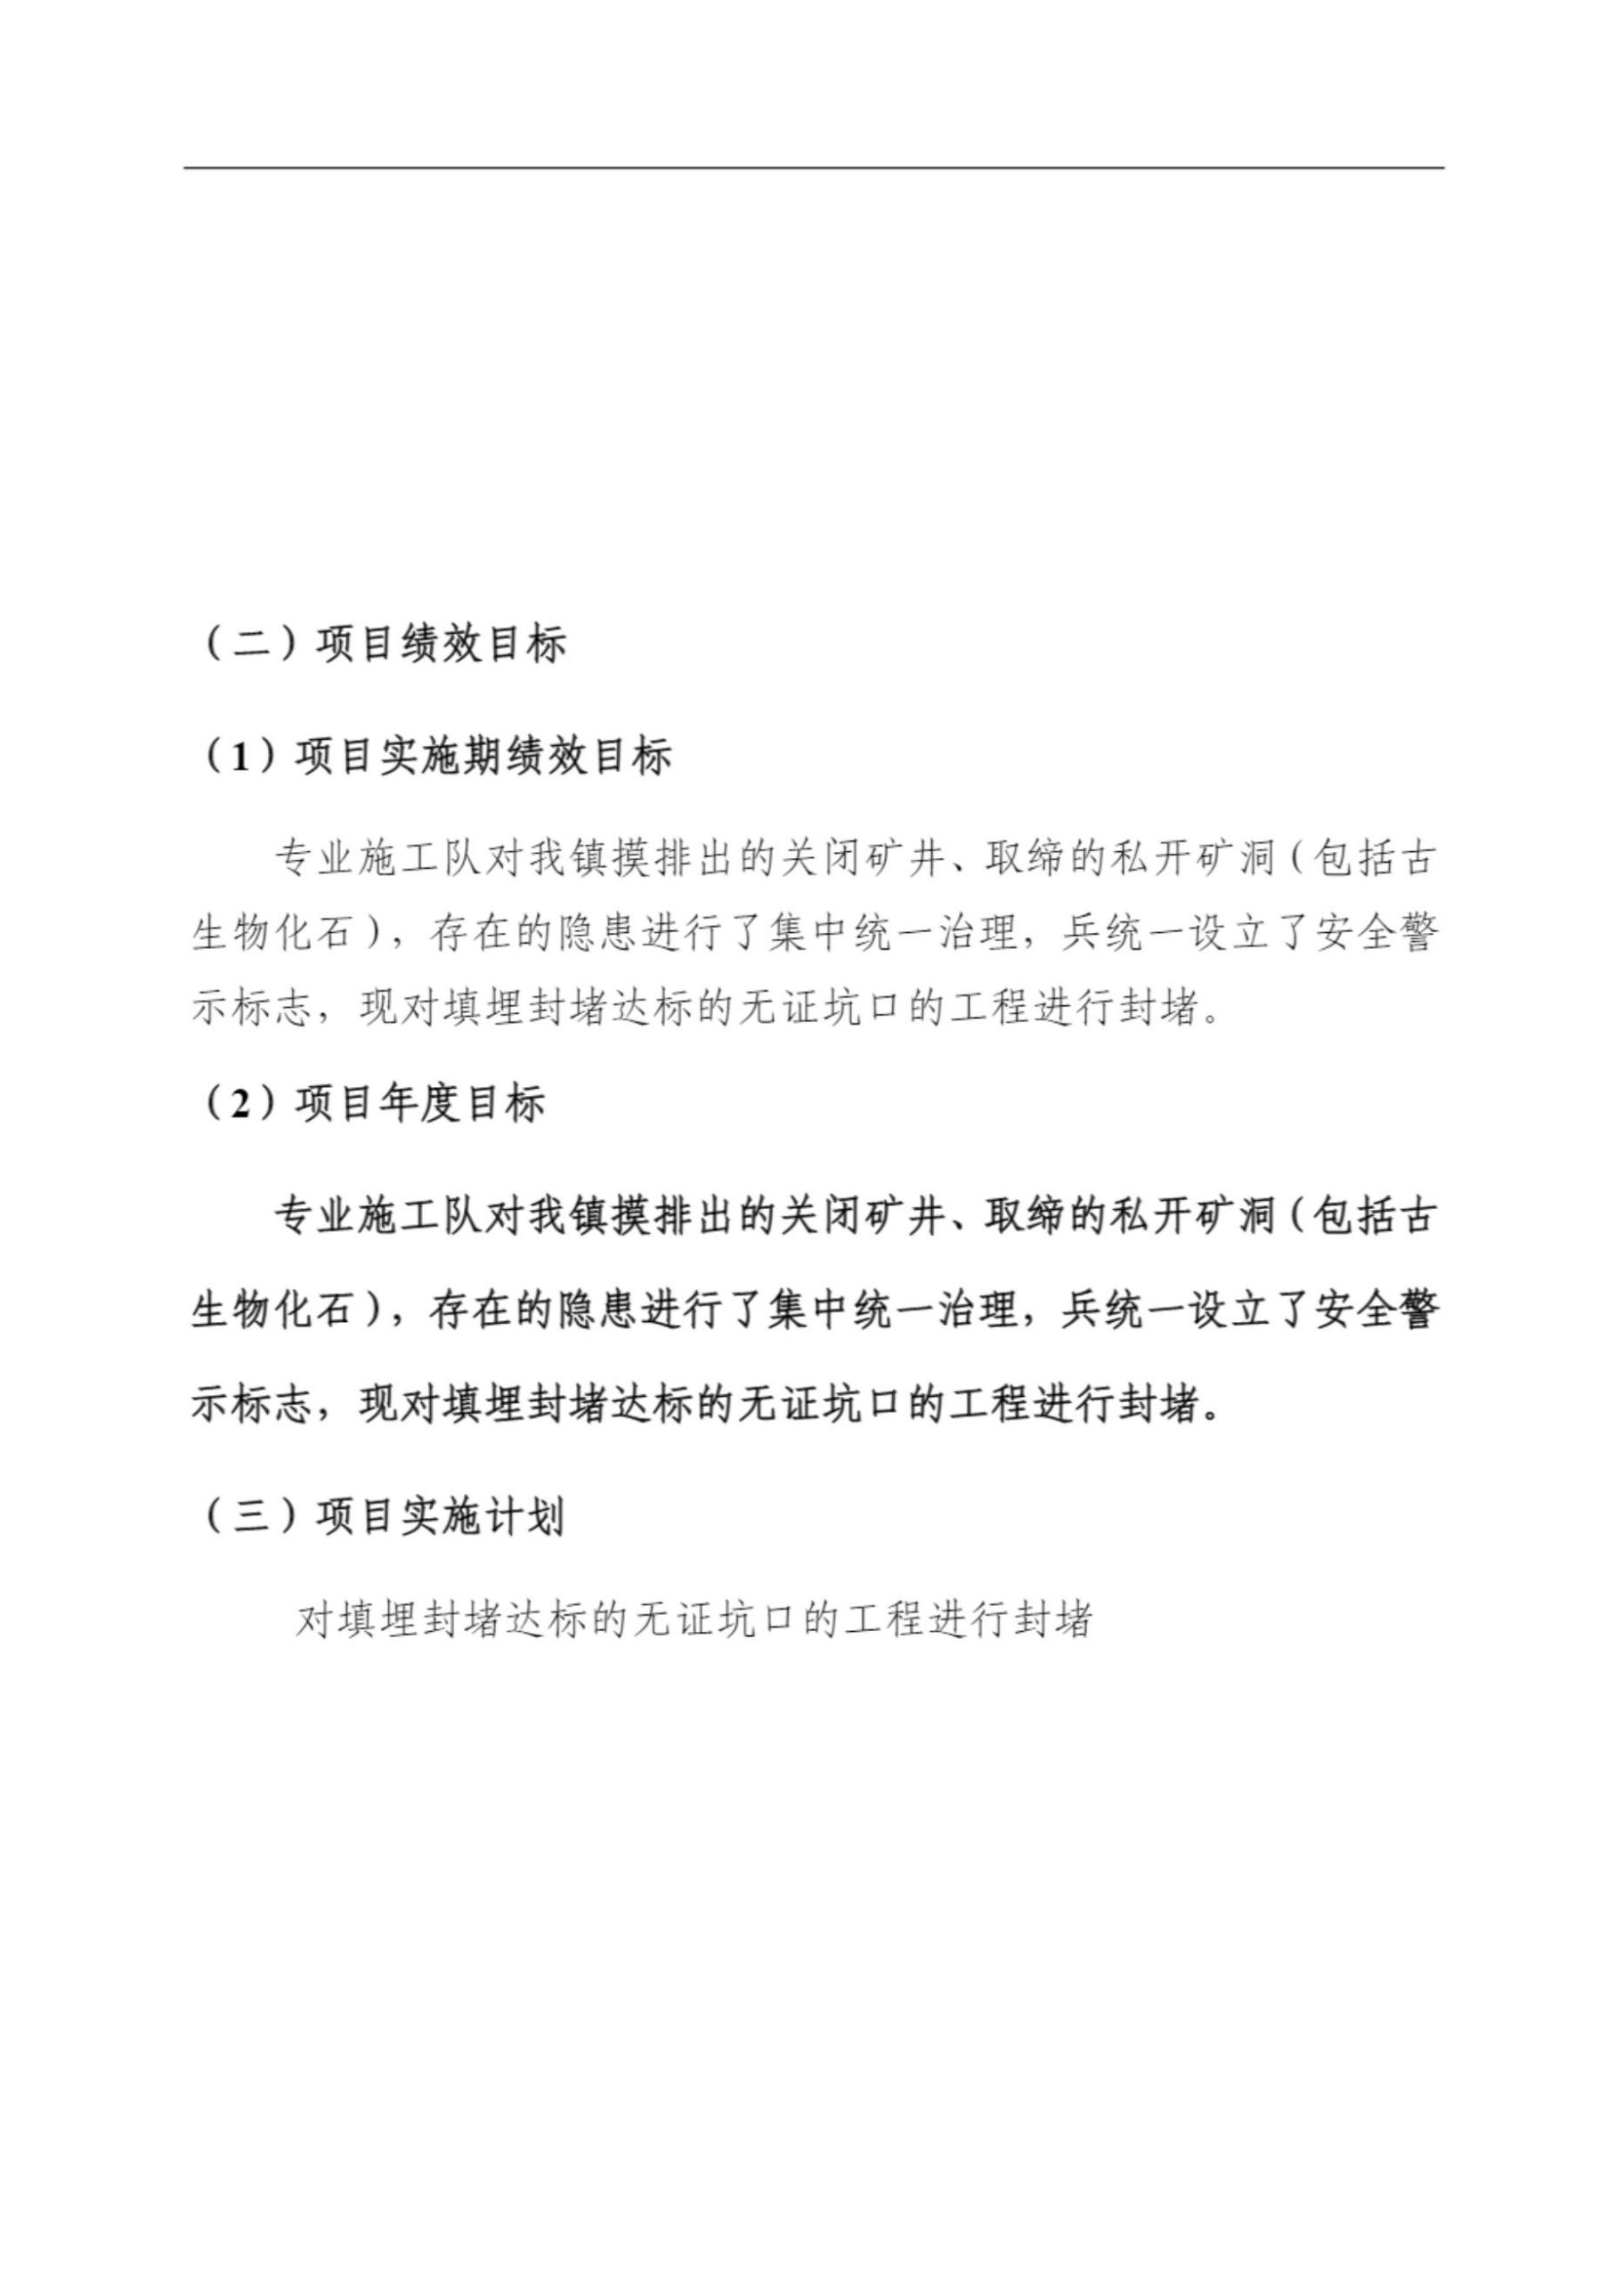 （二）项目绩效目标
（1）项目实施期绩效目标
专业施工队对我镇摸排出的关闭矿井、取缔的私开矿洞（包括古
生物化石），存在的隐患进行了集中统一治理，兵统一设立了安全警
示标志，现对填埋封堵达标的无证坑口的工程进行封堵。
（2）项目年度目标
专业施工队对我镇摸排出的关闭矿井、取缔的私开矿洞（包括古
生物化石），存在的隐患进行了集中统一治理，兵统一设立了安全警
示标志，现对填埋封堵达标的无证坑口的工程进行封堵。
（三）项目实施计划
对填埋封堵达标的无证坑口的工程进行封堵